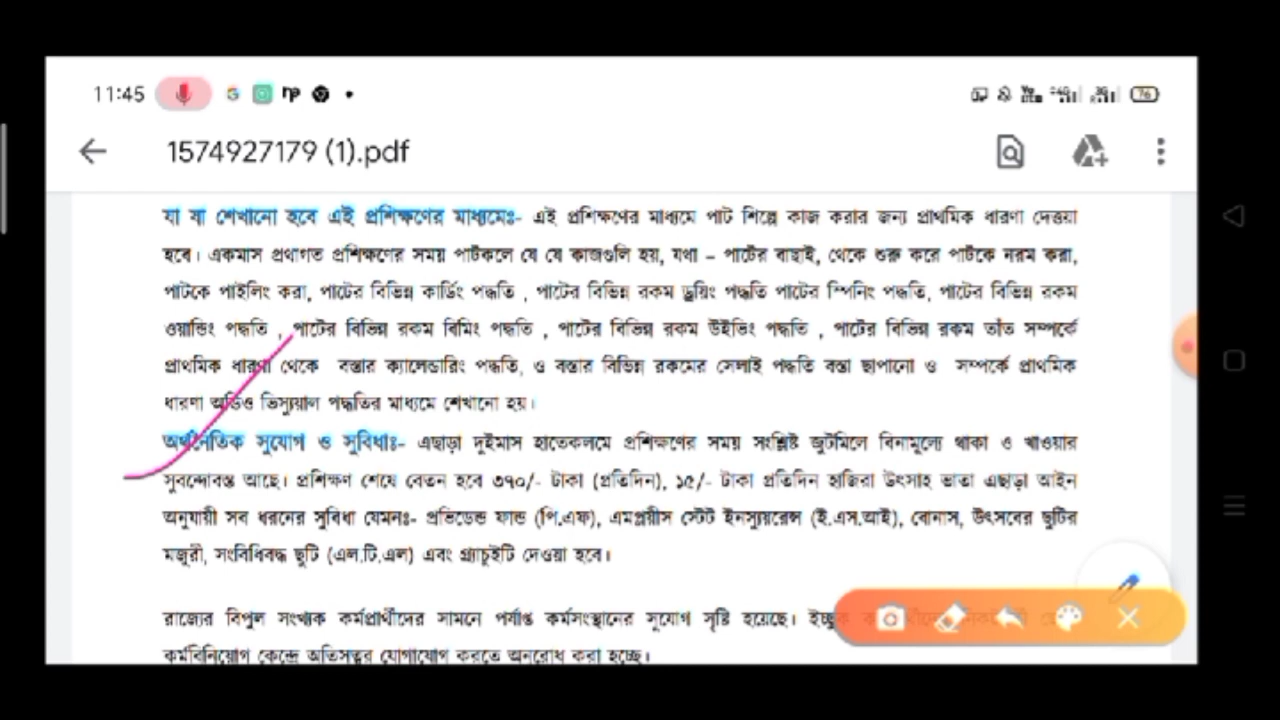 11:45
76
1574927179 (1).pdf
যা যা শেখানো হবে এই প্রশিক্ষণের মাধ্যমেঃ- এই প্রশিক্ষণের মাধ্যমে পাট শিল্পে কাজ করার জন্য প্রাথমিক ধারণা দেওয়া
হবে। একমাস প্রথাগত প্রশিক্ষণের সময় পাটকলে যে যে কাজগুলি হয়, যথা – পাটের বাছাই, থেকে শুরু করে পাটকে নরম করা,
পাটকে পাইলিং করা, পাটের বিভিন্ন কার্ডিং পদ্ধতি , পাটের বিভিন্ন রকম ড্রয়িং পদ্ধতি পাটের স্পিনিং পদ্ধতি, পাটের বিভিন্ন রকম
ওয়ান্ডিং পদ্ধতি , পাটের বিভিন্ন রকম বিমিং পদ্ধতি , পাটের বিভিন্ন রকম উইভিং পদ্ধতি , পাটের বিভিন্ন রকম তাঁত সম্পর্কে
প্রাথমিক ধারণা থেকে বস্তার ক্যালেন্ডারিং পদ্ধতি, ও বস্তার বিভিন্ন রকমের সেলাই পদ্ধতি বস্তা ছাপানো ও সম্পর্কে প্রাথমিক
ধারণা অডিও ভিস্যুয়াল পদ্ধতির মাধ্যমে শেখানো হয়।
অর্থনৈতিক সুযোগ ও সুবিধাঃ- এছাড়া দুইমাস হাতেকলমে প্রশিক্ষণের সময় সংশ্লিষ্ট জুটমিলে বিনামূল্যে থাকা ও খাওয়ার
সুবন্দোবস্ত আছে। প্রশিক্ষণ শেষে বেতন হবে ৩৭০/- টাকা (প্রতিদিন), ১৫/- টাকা প্রতিদিন হাজিরা উৎসাহ ভাতা এছাড়া আইন
অনুযায়ী সব ধরনের সুবিধা যেমনঃ- প্রভিডেন্ড ফান্ড (পি.এফ), এমপ্লয়ীস স্টেট ইনস্যুয়রেন্স (ই.এস.আই), বোনাস, উৎসবের ছুটির
মজুরী, সংবিধিবদ্ধ ছুটি (এল.টি.এল) এবং গ্র্যাচুইটি দেওয়া হবে।
রাজ্যের বিপুল সংখ্যক কর্মপ্রার্থীদের সামনে পর্যাপ্ত কর্মসংস্থানের সুযোগ সৃষ্টি হয়েছে।
কর্মবিনিয়োগ কেন্দ্রে অতিসত্বর যোগাযোগ করতে অনুরোধ করা হচ্ছে।